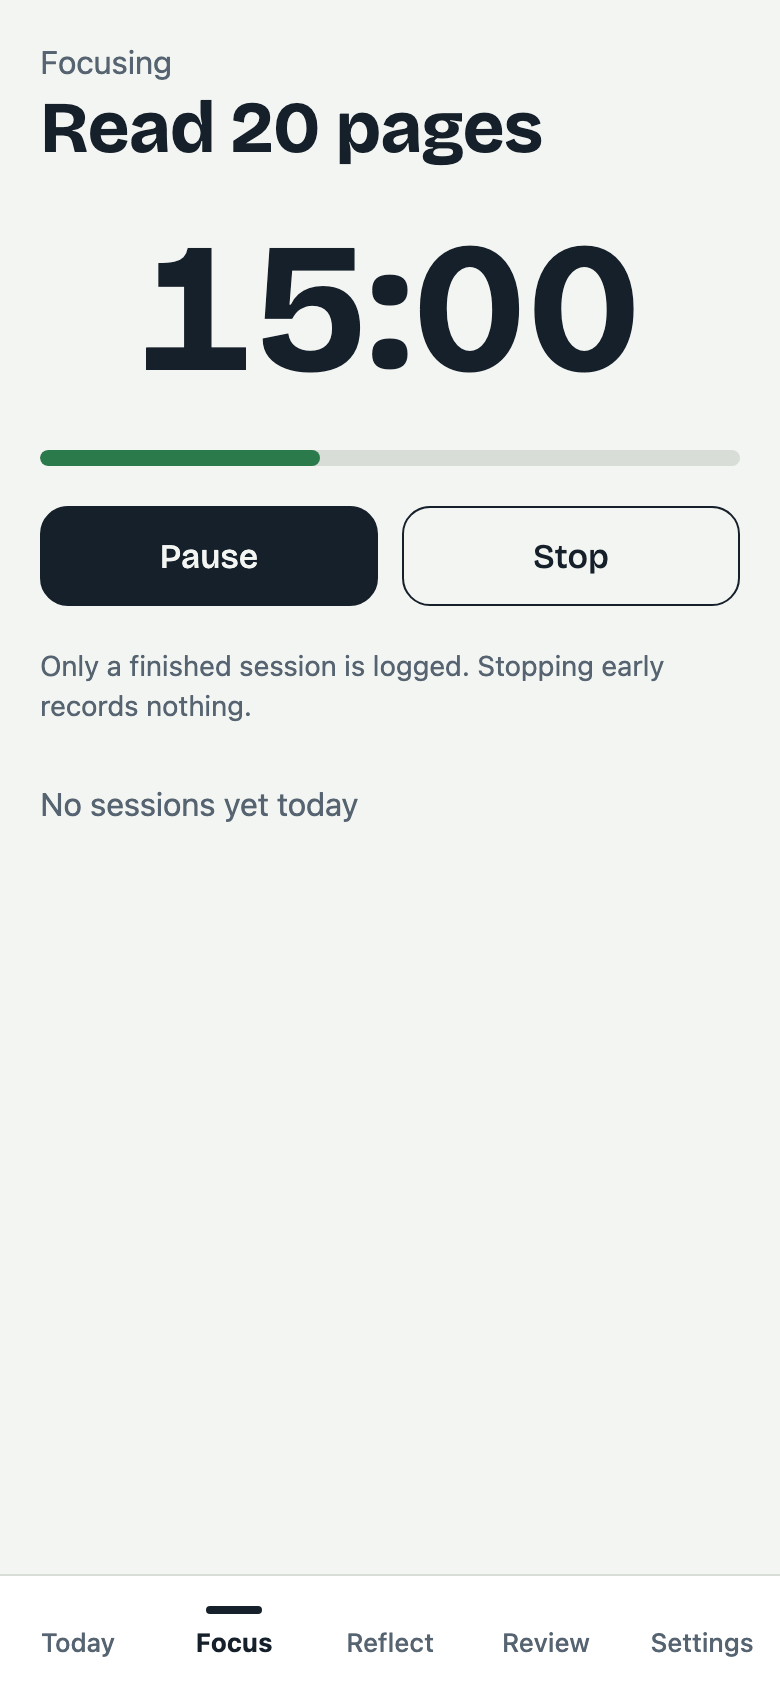 Focusing
Read 20 pages
15:00
Pause
Stop
Only a finished session is logged. Stopping early
records nothing.
No sessions yet today
Today
Focus
Reflect
Review
Settings